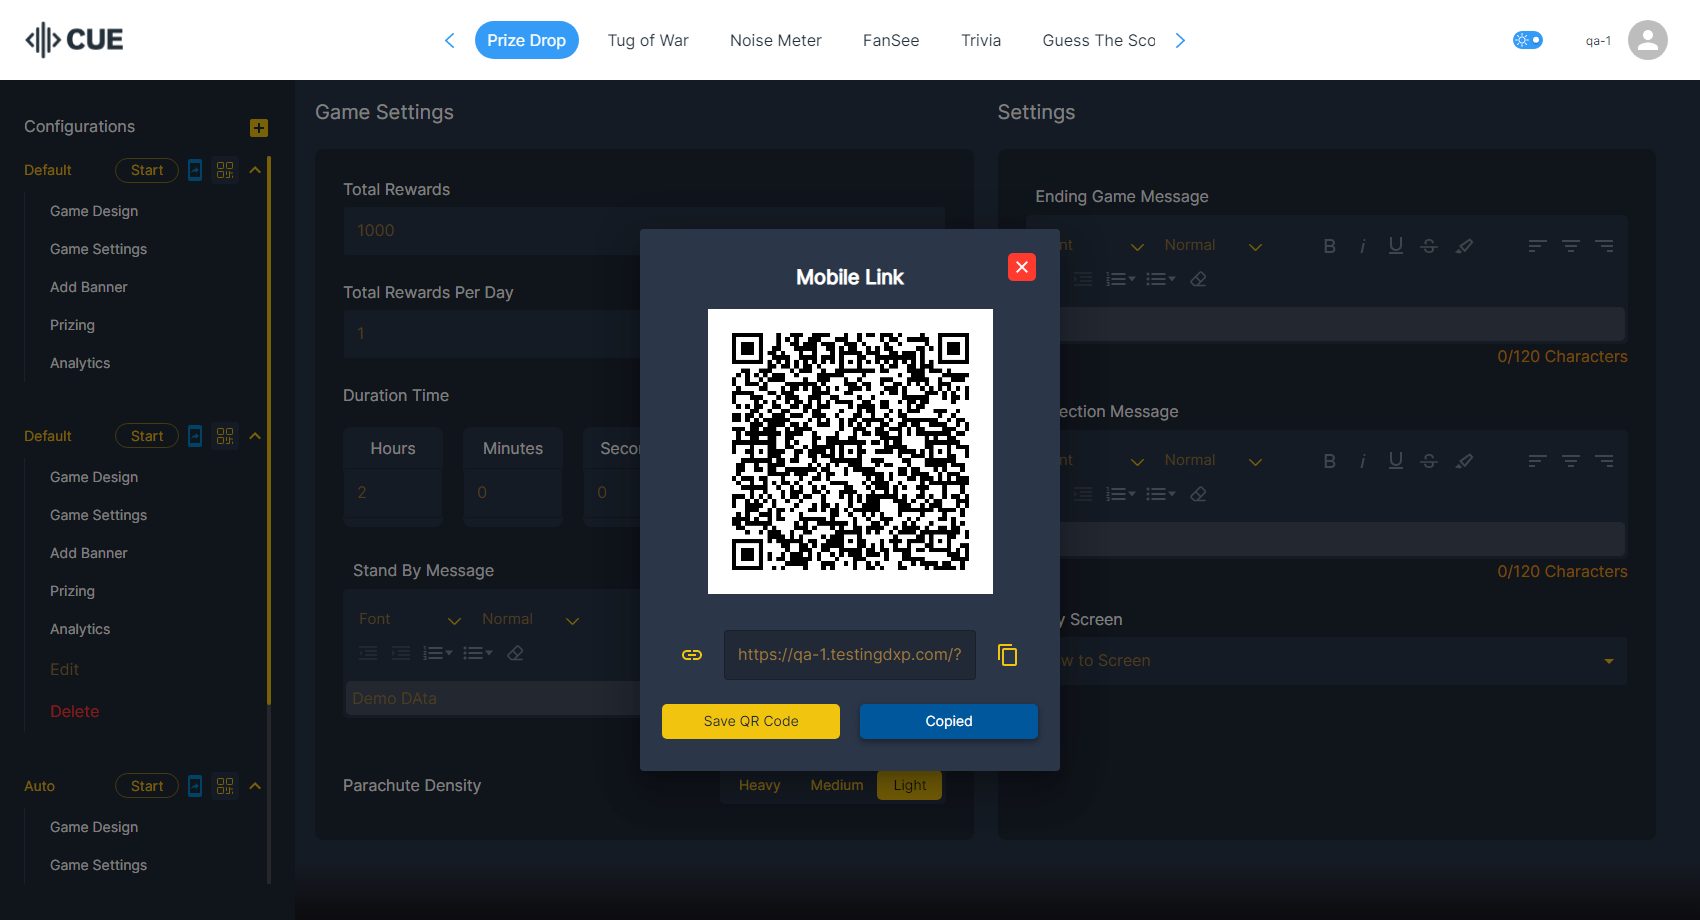 CUE
Prize Drop
Tug of War
Noise Meter
FanSee
Trivia
Guess The Sco
qa-1
Configurations
Default
Start
Game Design
Game Settings
Add Banner
Prizing
Analytics
Default
Start
Game Design
Game Settings
Add Banner
Prizing
Analytics
Edit
Delete
Auto
Start
Game Design
Game Settings
Game Settings
Total Rewards
1000
Total Rewards Per Day
1
Duration Time
Hours
Minutes
Secon
2
0
0
Stand By Message
Font
Normal
Demo DAta
Parachute Density
Heavy
Medium
Light
Settings
Ending Game Message
nt
Normal
0/120 Characters
ection Message
nt
Normal
0/120 Characters
y Screen
w to Screen
Mobile Link
https://qa-1.testingdxp.com/?
Save QR Code
Copied